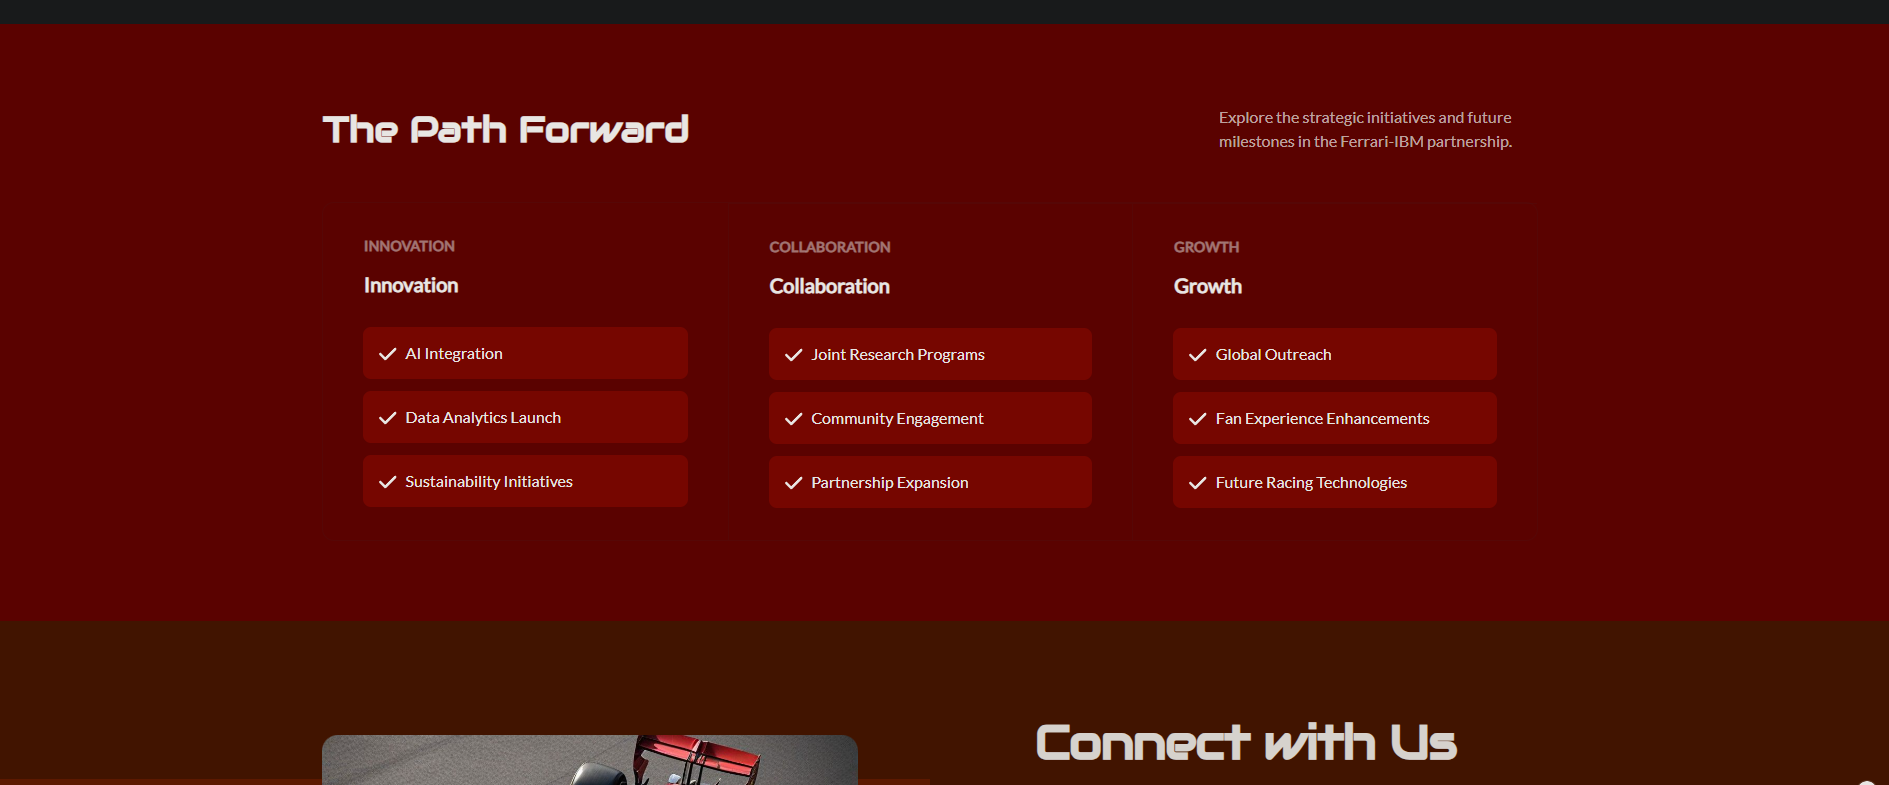 The Path Forward
Explore the strategic initiatives and future
milestones in the Ferrari-IBM partnership.
INNOVATION
Innovation
AI Integration
Data Analytics Launch
Sustainability Initiatives
COLLABORATION
Collaboration
Joint Research Programs
Community Engagement
Partnership Expansion
GROWTH
Growth
Global Outreach
Fan Experience Enhancements
Future Racing Technologies
Connect with Us